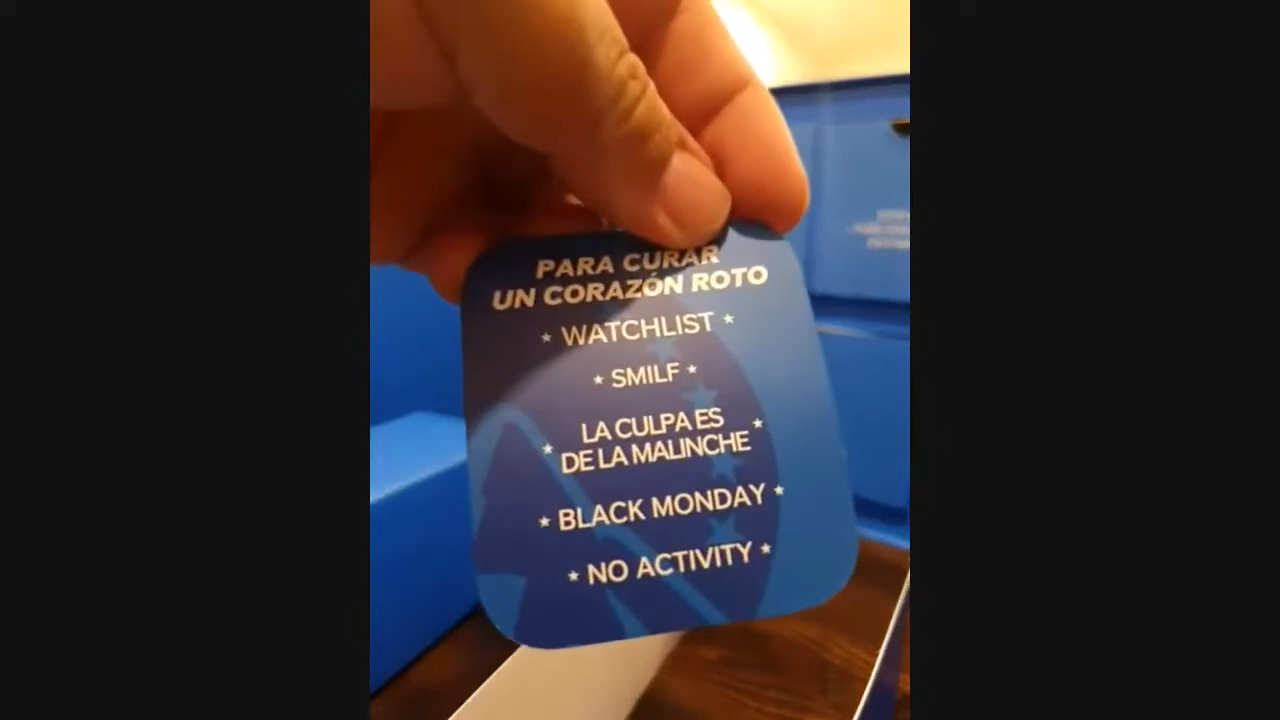 PARA CURAR
UN CORAZÓN ROTO
* WATCHLIST *
* SMILF *
LA CULPA ES
* DE LA MALINCHE *
* BLACK MONDAY *
* NO ACTIVITY *